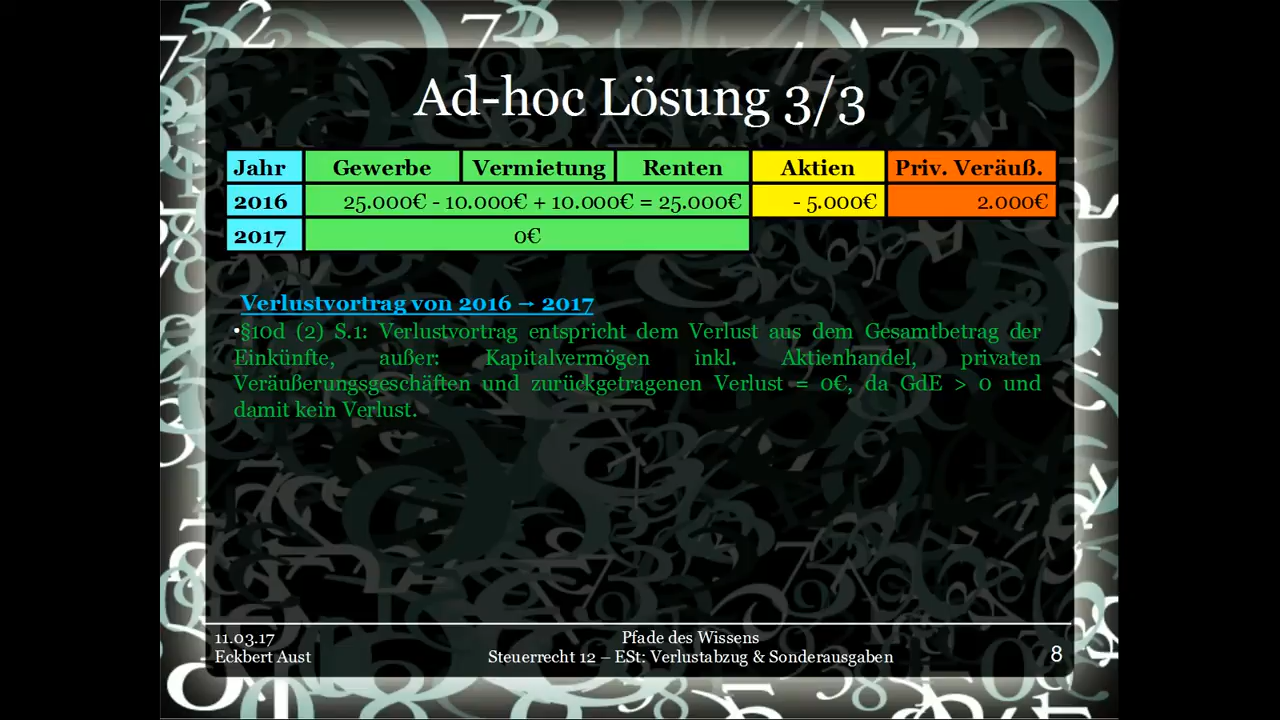 Ad-hoc Lösung 3/3
Jahr Gewerbe Vermietung Renten Aktien Priv. Veräuß.
2016 25.000€ - 10.000€ + 10.000€ = 25.000€ - 5.000€ 2.000€
2017 0€
Verlustvortrag von 2016 → 2017
•§10d (2) S.1: Verlustvortrag entspricht dem Verlust aus dem Gesamtbetrag der
Einkünfte, außer: Kapitalvermögen inkl. Aktienhandel, privaten
Veräußerungsgeschäften und zurückgetragenen Verlust = 0€, da GdE > 0 und
damit kein Verlust.
11.03.17
Eckbert Aust
Pfade des Wissens
Steuerrecht 12 – ESt: Verlustabzug & Sonderausgaben
8